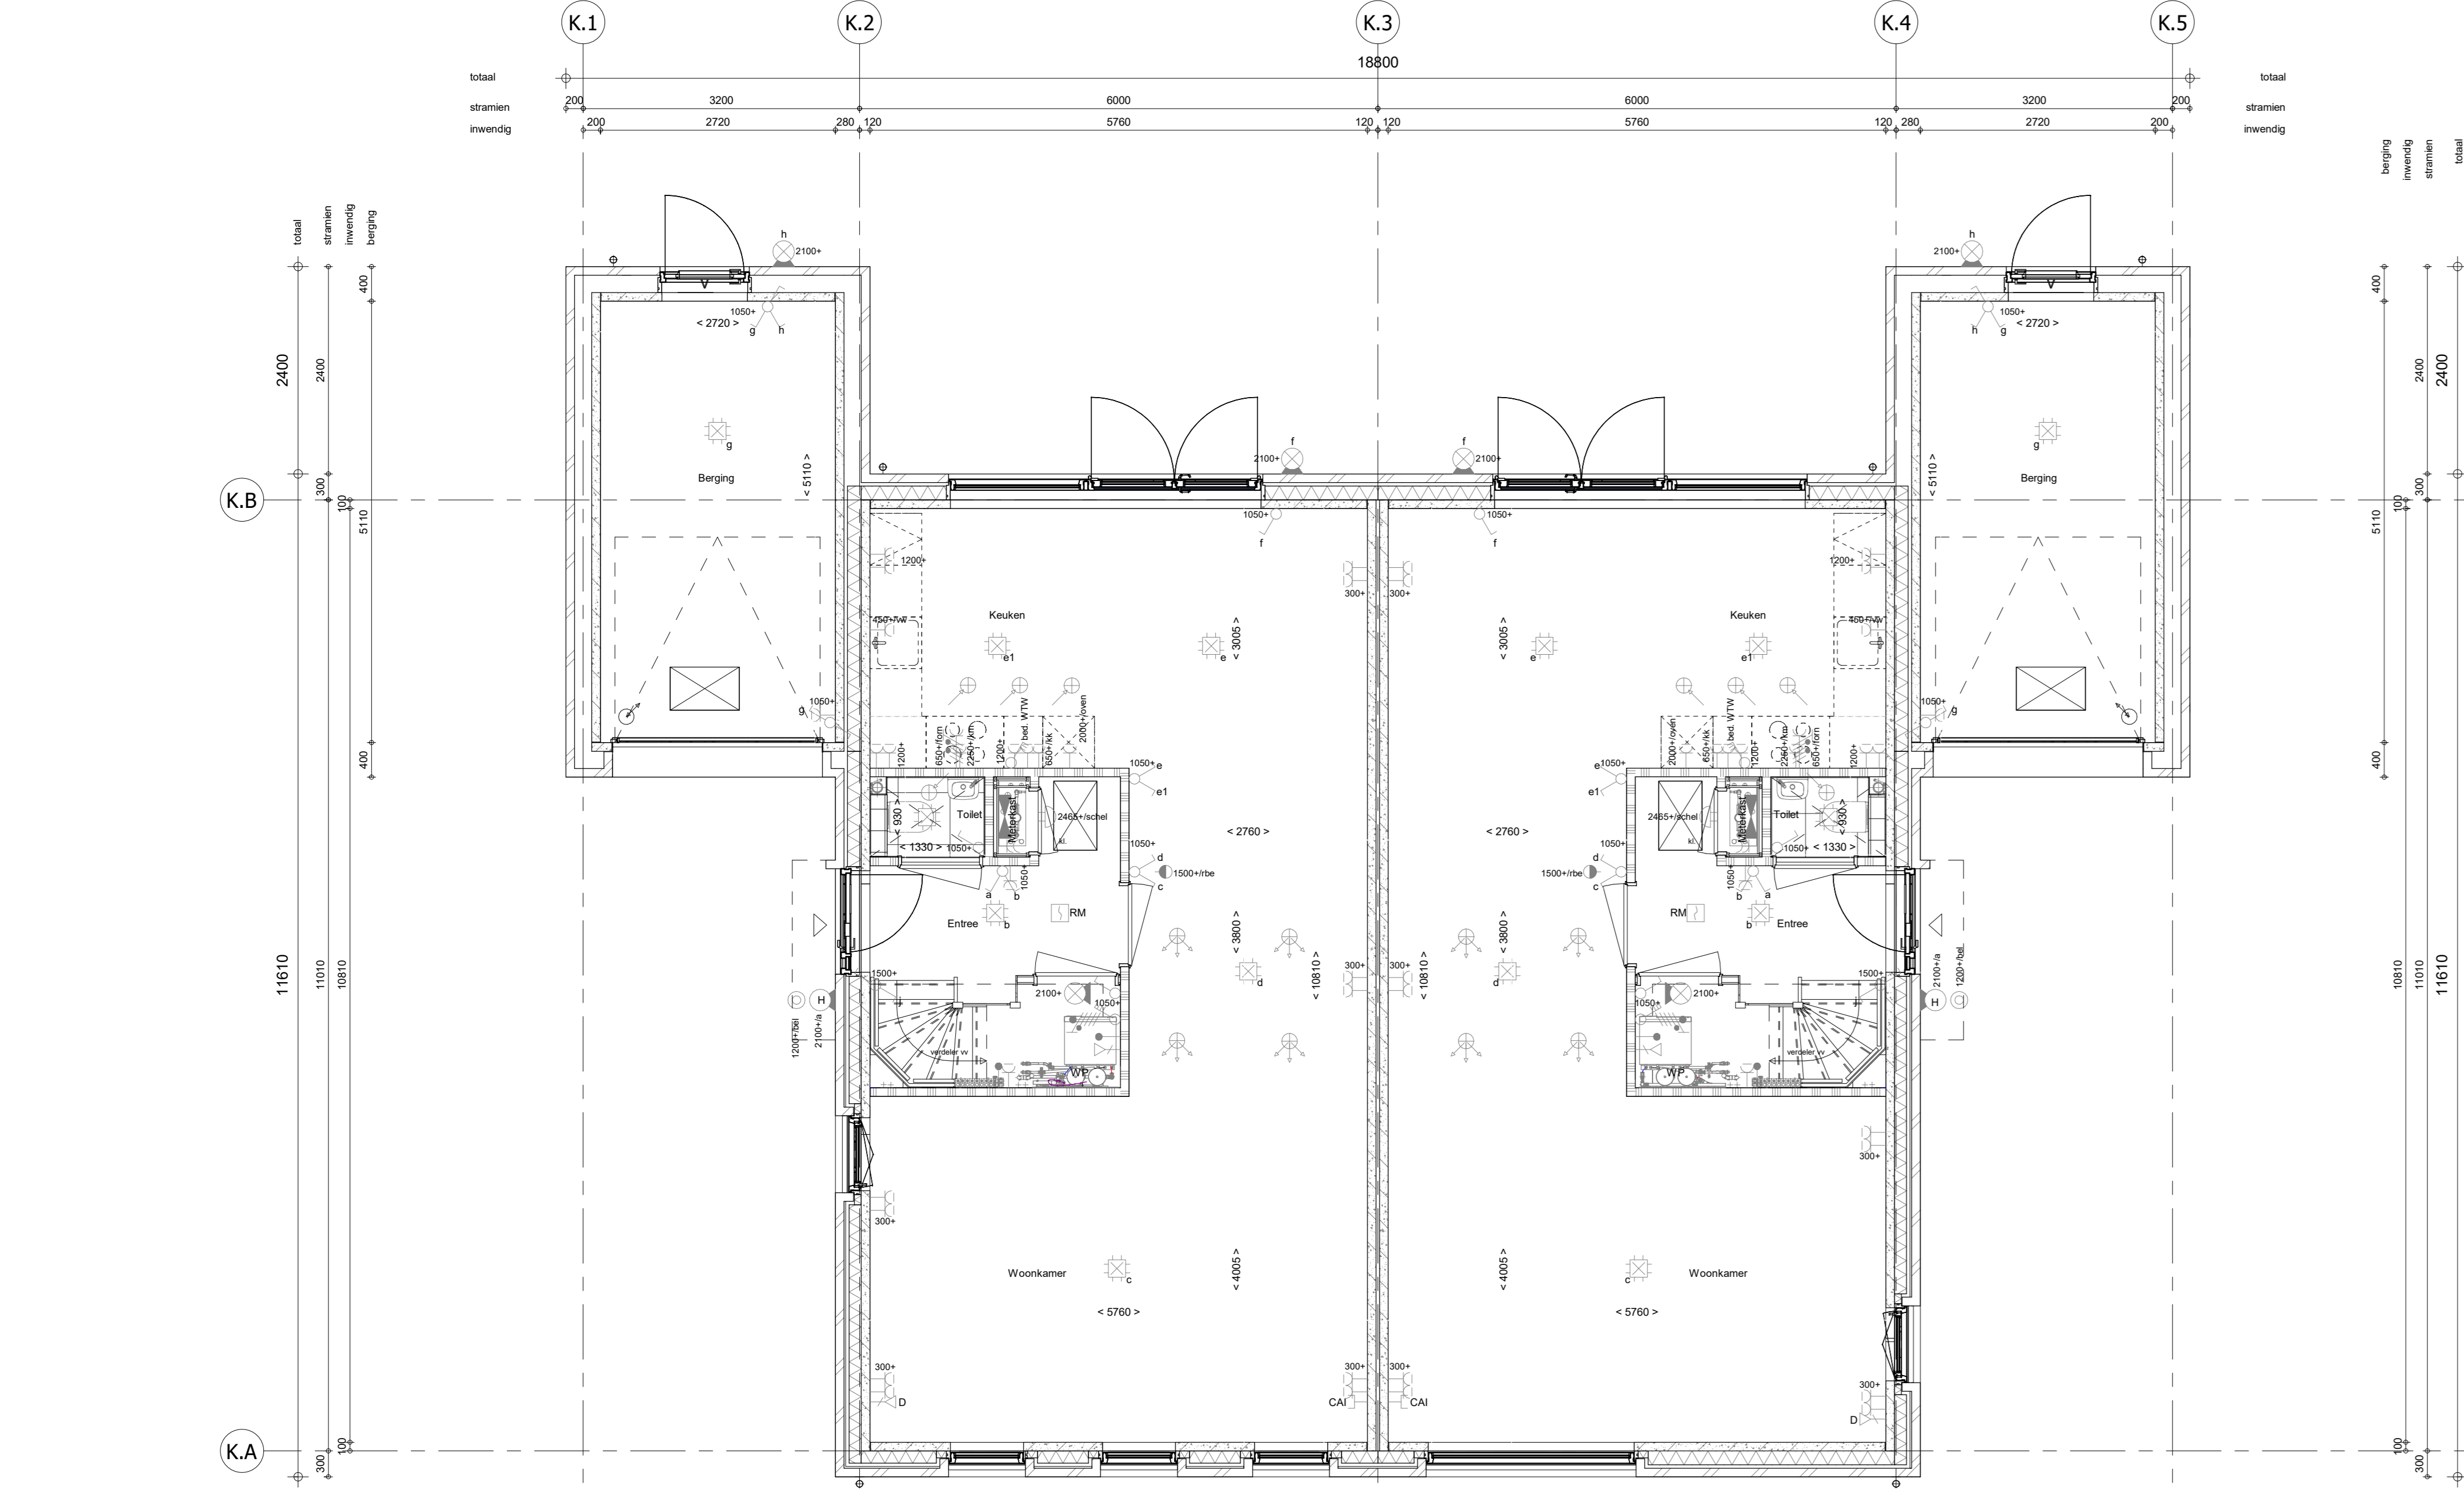 K.1 K.2 K.3 K.4 K.5
totaal 18800 totaal
stramien 200 3200 6000 6000 3200 200 stramien
inwendig 200 2720 280 120 5760 120 120 5760 120 280 2720 200 inwendig
totaal stramien inwendig berging
berging inwendig stramien totaal
h 2100+
2100+ h
400 400
1050+ g h
< 2720 >
1050+ h g
< 2720 >
2400 2400
2400 2400
g
Berging
< 5110 >
f 2100+
f 2100+
g
Berging
< 5110 >
K.B
300 100 5110
5110 100 300
1050+ f
1050+ f
1200+
1200+
300+ 300+
Keuken
Keuken
450+/vw
450+/vw
e1 e < 3005 >
< 3005 > e e1
1050+ g
1050+ g
1200+ 650+/forn 2250+/km 1200+ bed. WTW 650+/kk 2000+/oven
2000+/oven 650+/kk bed. WTW 1200+ 2250+/km 650+/forn 1200+
400 400
1050+ e e1
1050+ e e1
< 930 > Toilet Meterkast 2465+/schel
2465+/schel Meterkast Toilet < 930 >
< 2760 >
< 2760 >
< 1330 > 1050+ kl.
kl. 1050+ < 1330 >
1050+ d c 1500+/rbe
1050+ d c 1500+/rbe
a b 1050+
1050+ b a
Entree b RM
RM Entree
< 3800 >
< 3800 >
11610 11010 10810
10810 11010 11610
1500+
1500+
d < 10810 >
< 10810 > d
300+ 300+
2100+ 1050+
1050+ 2100+
H
H
1200+/bel 2100+/a
2100+/a 1200+/bel
verdeler vv
verdeler vv
WP
WP
300+
300+
Woonkamer c
c Woonkamer
< 4005 >
< 4005 >
< 5760 >
< 5760 >
300+ D
300+ CAI
300+ CAI
300+ D
K.A
100 300
100 300